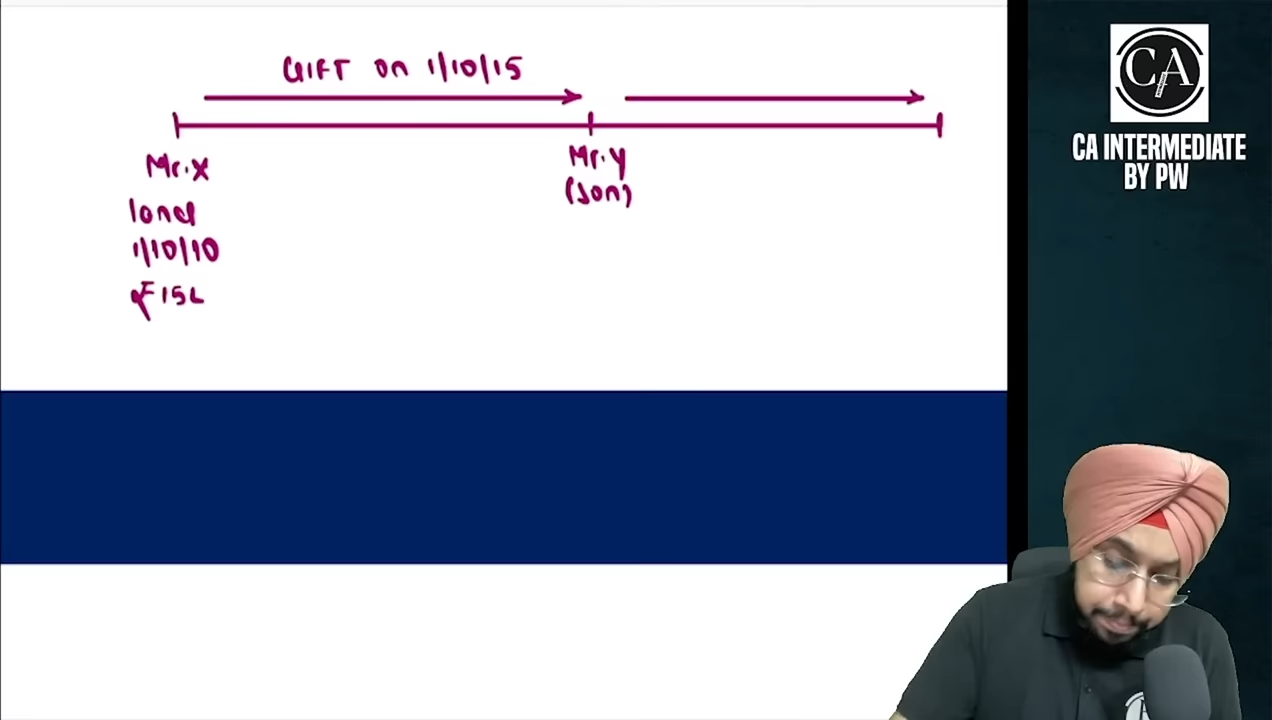 GIFT on 1/10/15
Mr. X
land
1/10/10
₹15L
Mr. Y
(son)
CA
CA INTERMEDIATE
BY PW